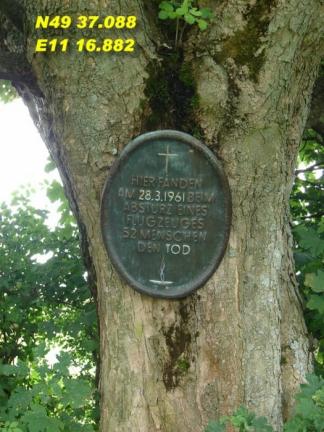 N49 37.088
E11 16.882
HIER FANDEN
AM 28.3.1961 BEIM
ABSTURZ EINES
FLUGZEUGES
52 MENSCHEN
DEN TOD